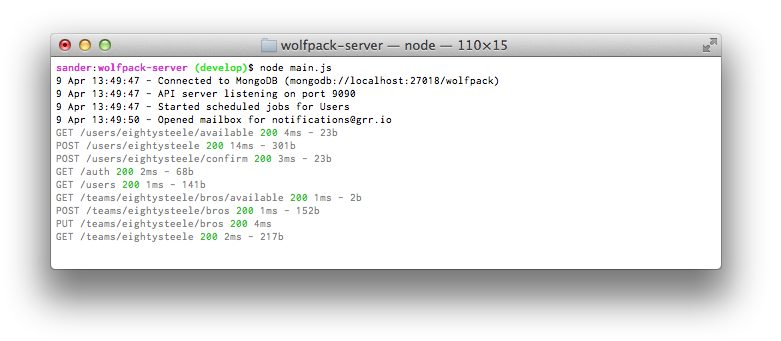 wolfpack-server — node — 110×15
sander:wolfpack-server (develop)$ node main.js
9 Apr 13:49:47 - Connected to MongoDB (mongodb://localhost:27018/wolfpack)
9 Apr 13:49:47 - API server listening on port 9090
9 Apr 13:49:47 - Started scheduled jobs for Users
9 Apr 13:49:50 - Opened mailbox for notifications@grr.io
GET /users/eightysteele/available 200 4ms - 23b
POST /users/eightysteele 200 14ms - 301b
POST /users/eightysteele/confirm 200 3ms - 23b
GET /auth 200 2ms - 68b
GET /users 200 1ms - 141b
GET /teams/eightysteele/bros/available 200 1ms - 2b
POST /teams/eightysteele/bros 200 1ms - 152b
PUT /teams/eightysteele/bros 200 4ms
GET /teams/eightysteele 200 2ms - 217b